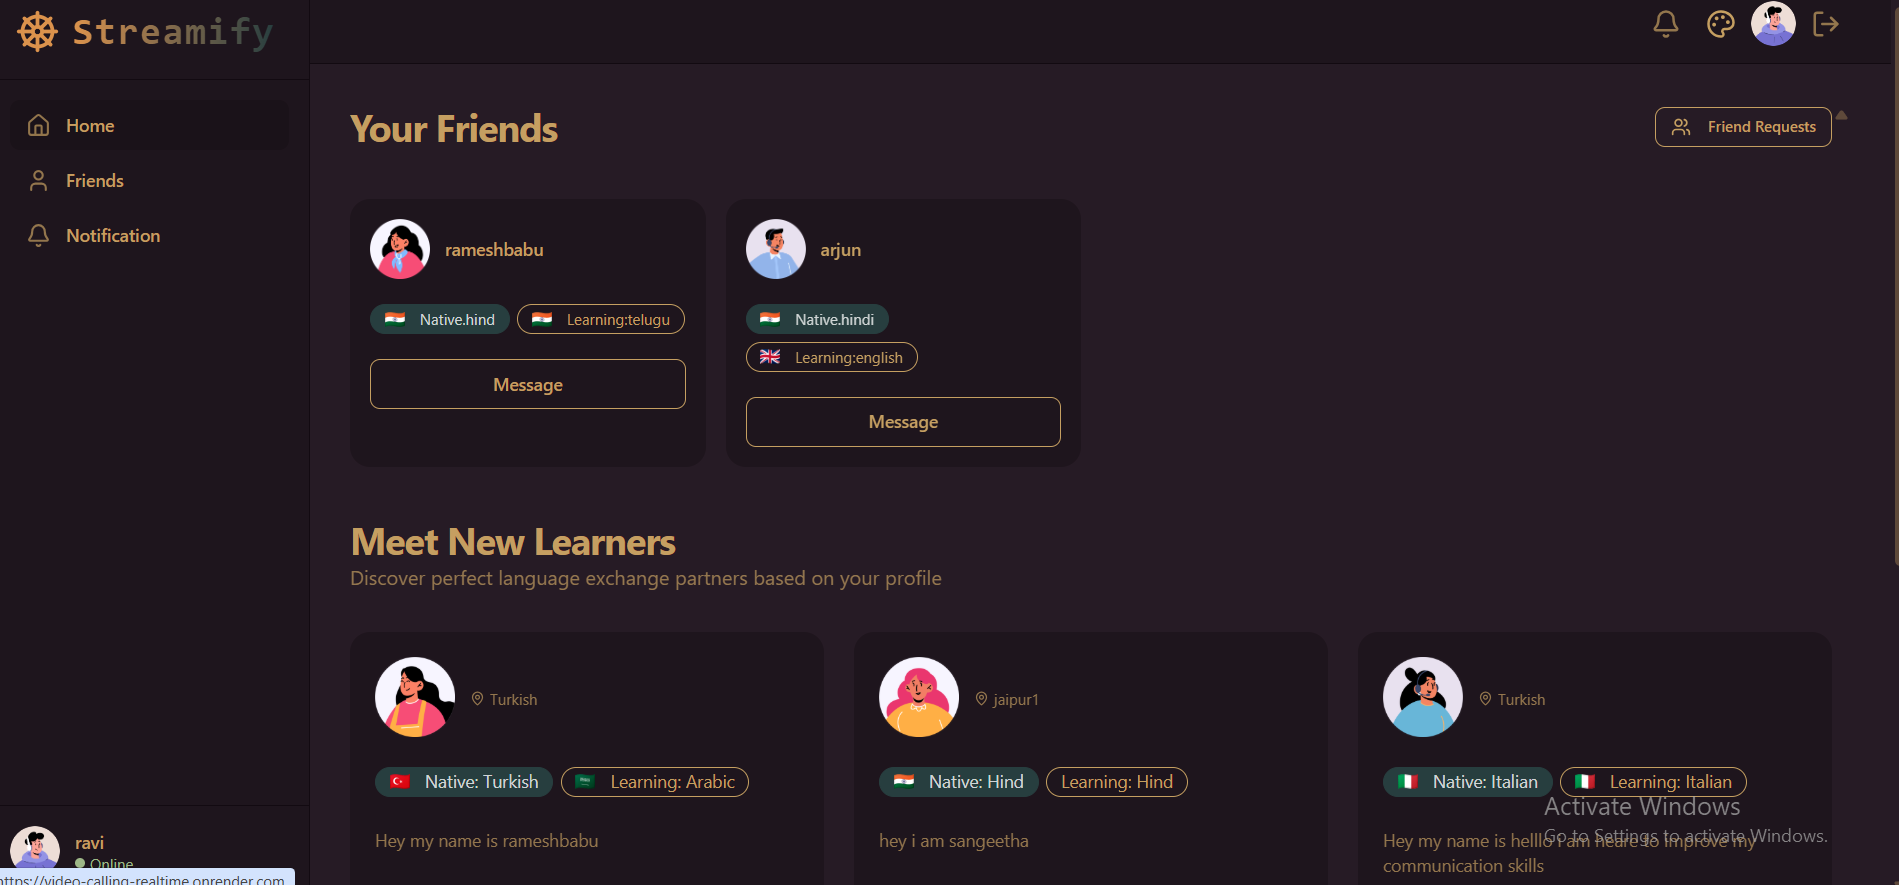 Streamify
Home
Friends
Notification
Your Friends
Friend Requests
rameshbabu
arjun
Native.hind
Learning:telugu
Native.hindi
Learning:english
Message
Message
Meet New Learners
Discover perfect language exchange partners based on your profile
Turkish
jaipur1
Turkish
Native: Turkish
Learning: Arabic
Native: Hind
Learning: Hind
Native: Italian
Learning: Italian
Hey my name is rameshbabu
hey i am sangeetha
Hey my name is helllo i am heare to improve my
communication skills
Activate Windows
Go to Settings to activate Windows.
ravi
Online
https://video-calling-realtime.onrender.com